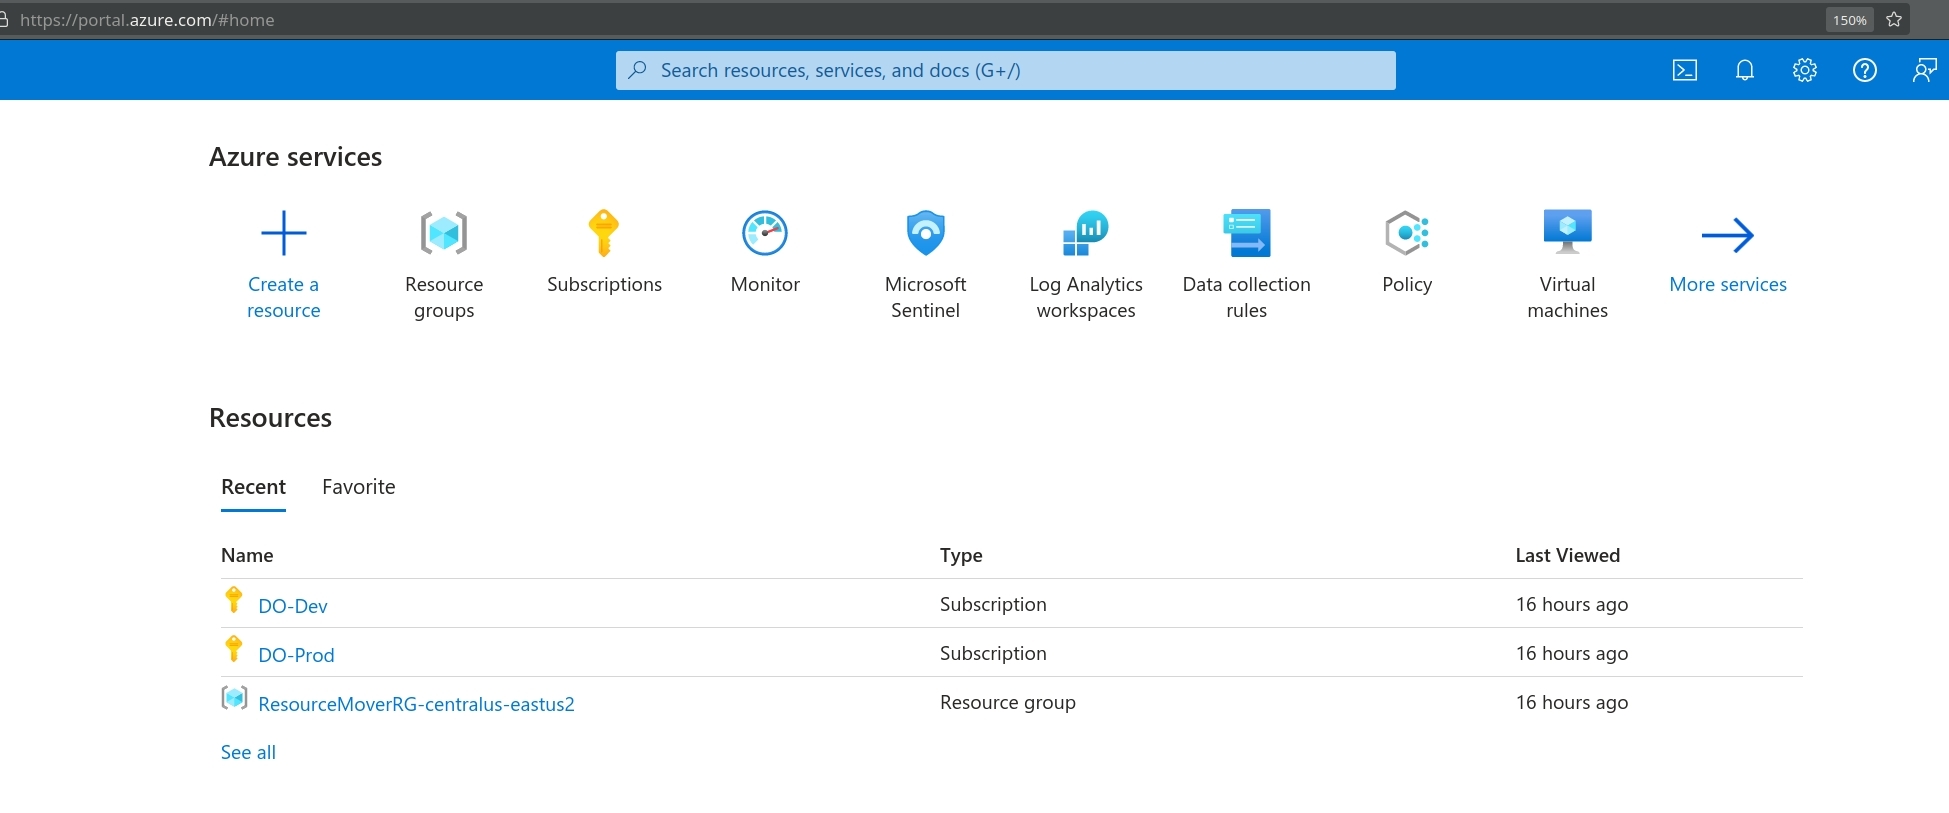 https://portal.azure.com/#home
150%
Search resources, services, and docs (G+/)
Azure services
Create a resource
Resource groups
Subscriptions
Monitor
Microsoft Sentinel
Log Analytics workspaces
Data collection rules
Policy
Virtual machines
More services
Resources
Recent Favorite
Name Type Last Viewed
DO-Dev Subscription 16 hours ago
DO-Prod Subscription 16 hours ago
ResourceMoverRG-centralus-eastus2 Resource group 16 hours ago
See all